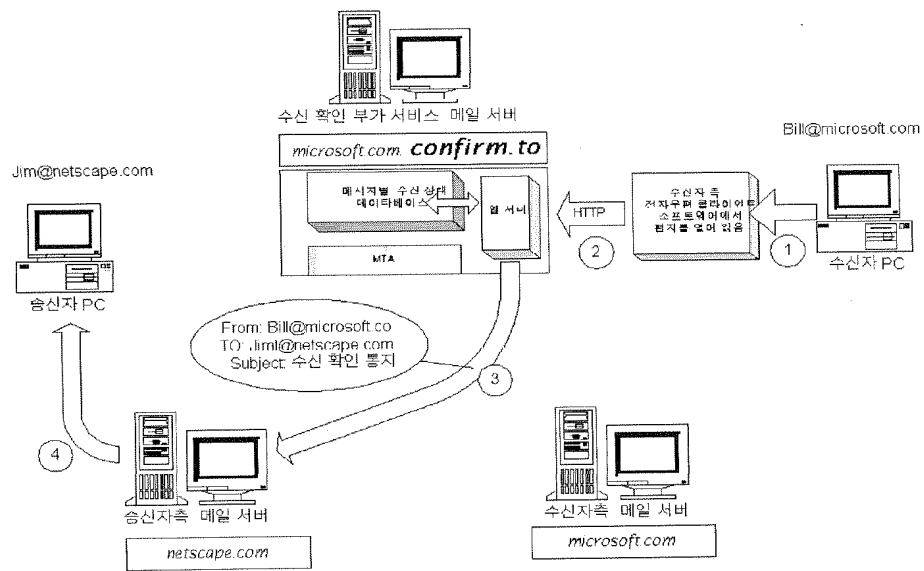 수신 확인 부가 서비스 메일 서버
Bill@microsoft.com
microsoft.com. confirm.to
Jim@netscape.com
메시지별 수신 상태
데이타베이스
웹 서버
MTA
HTTP
2
수신자 측
전자우편 클라이언트
소프트웨어에서
편지를 열어 읽음
1
수신자 PC
송신자 PC
From: Bill@microsoft.co
TO: Jiml@netscape.com
Subject: 수신 확인 통지
3
4
송신자측 메일 서버
수신자측 메일 서버
netscape.com
microsoft.com